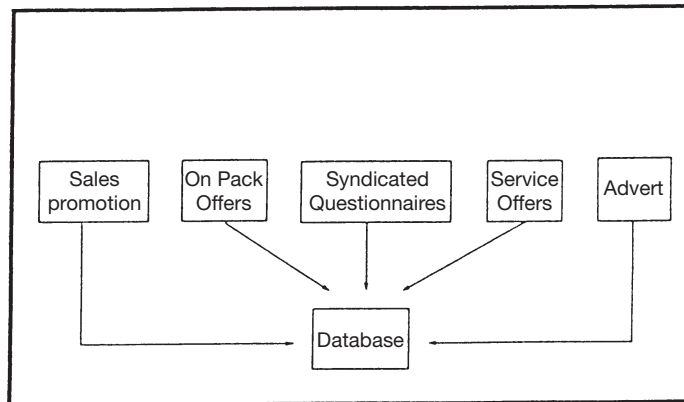 Sales
promotion
On Pack
Offers
Syndicated
Questionnaires
Service
Offers
Advert
Database